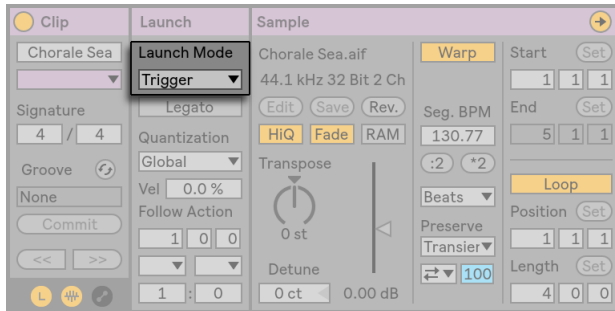 Clip
Chorale Sea
Signature
4 / 4
Groove
None
Commit
<< >>
L
Launch
Launch Mode
Trigger
Legato
Quantization
Global
Vel 0.0 %
Follow Action
1 0 0
1 : 0
Sample
Chorale Sea.aif
44.1 kHz 32 Bit 2 Ch
Edit Save Rev.
HiQ Fade RAM
Transpose
0 st
Detune
0 ct 0.00 dB
Warp
Seg. BPM
130.77
:2 *2
Beats
Preserve
Transier
100
Start Set
1 1 1
End Set
5 1 1
Loop
Position Set
1 1 1
Length Set
4 0 0